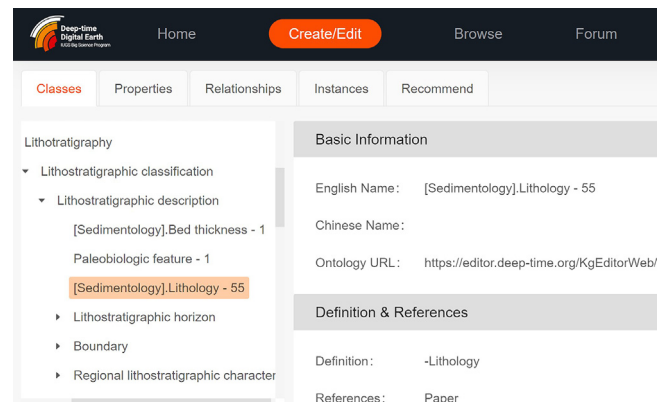 Deep-time
Digital Earth
IUGS Big Science Program
Home
Create/Edit
Browse
Forum
Classes
Properties
Relationships
Instances
Recommend
Lithotratigraphy
Lithostratigraphic classification
Lithostratigraphic description
[Sedimentology].Bed thickness - 1
Paleobiologic feature - 1
[Sedimentology].Lithology - 55
Lithostratigraphic horizon
Boundary
Regional lithostratigraphic character
Basic Information
English Name: [Sedimentology].Lithology - 55
Chinese Name:
Ontology URL: https://editor.deep-time.org/KgEditorWeb/
Definition & References
Definition: -Lithology
References: Paper